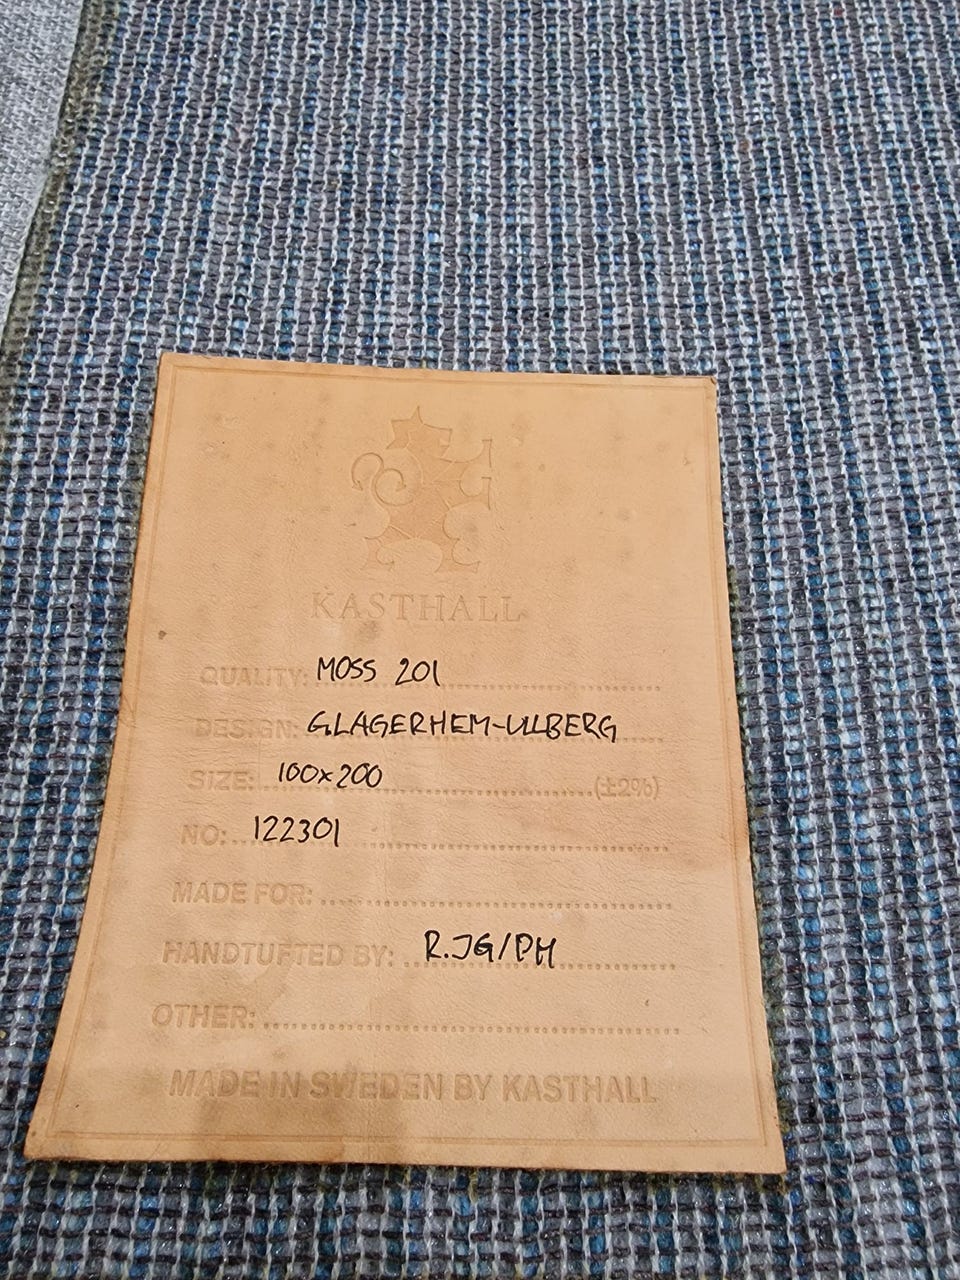 KASTHALL
QUALITY: MOSS 201
DESIGN: GLAGERHEM-ULLBERG
SIZE: 100x200 (±2%)
NO: 122301
MADE FOR:
HANDTUFTED BY: R.JG/PH
OTHER:
MADE IN SWEDEN BY KASTHALL